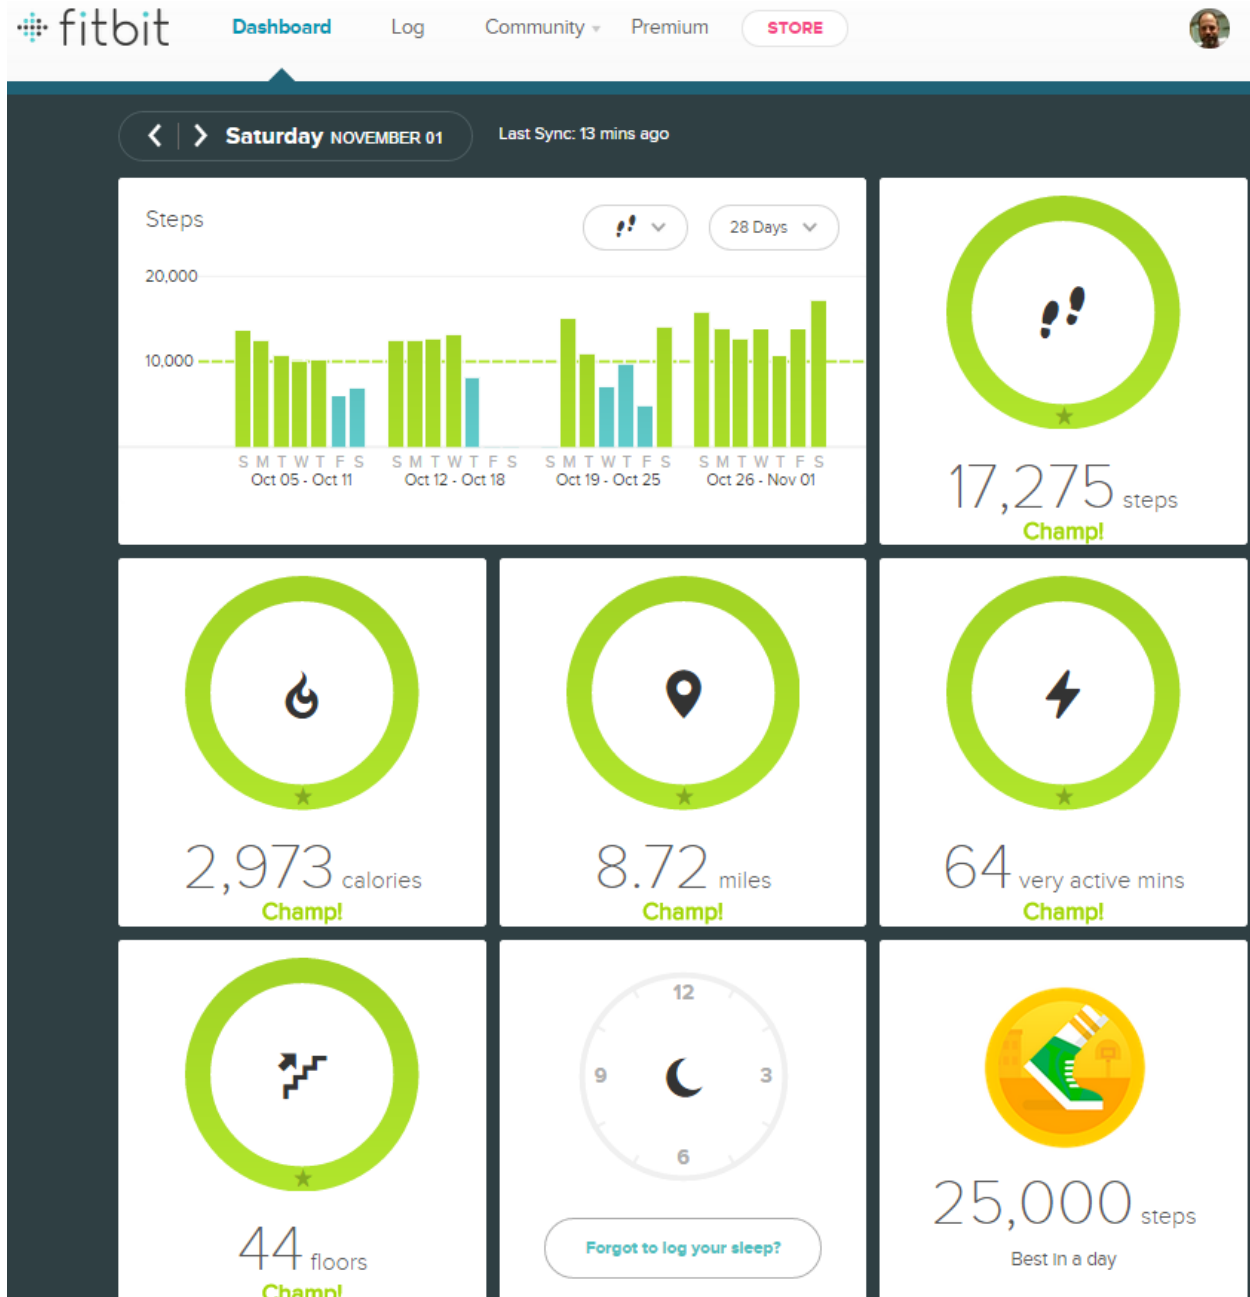 fitbit
Dashboard Log Community Premium STORE
Saturday NOVEMBER 01 Last Sync: 13 mins ago
Steps
28 Days
20,000
10,000
S M T W T F S S M T W T F S S M T W T F S S M T W T F S
Oct 05 - Oct 11 Oct 12 - Oct 18 Oct 19 - Oct 25 Oct 26 - Nov 01
17,275 steps
Champ!
2,973 calories
Champ!
8.72 miles
Champ!
64 very active mins
Champ!
44 floors
Champ!
12
9 3
6
Forgot to log your sleep?
25,000 steps
Best in a day